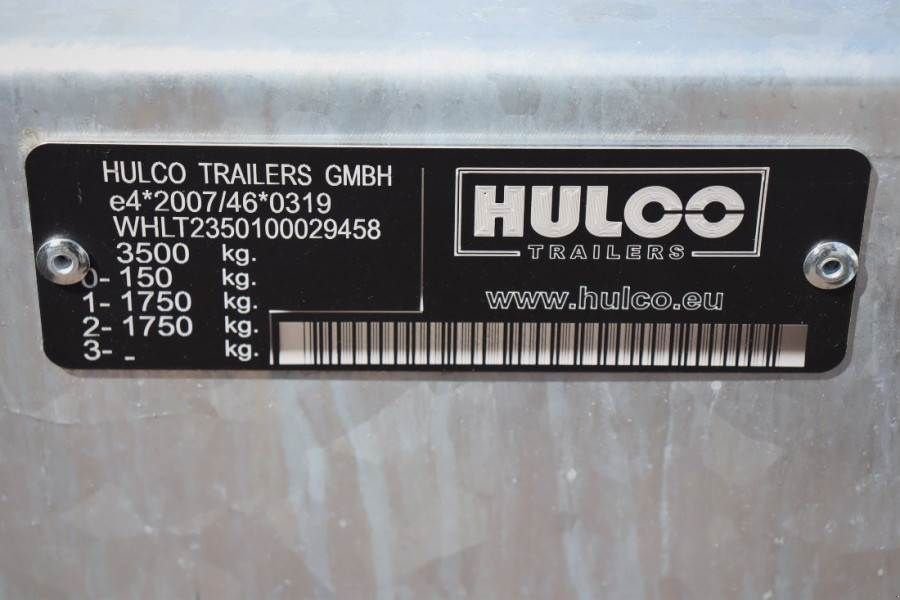 HULCO TRAILERS GMBH
e4*2007/46*0319
WHLT2350100029458
3500 kg.
0- 150 kg.
1- 1750 kg.
2- 1750 kg.
3- - kg.
HULCO
TRAILERS
www.hulco.eu